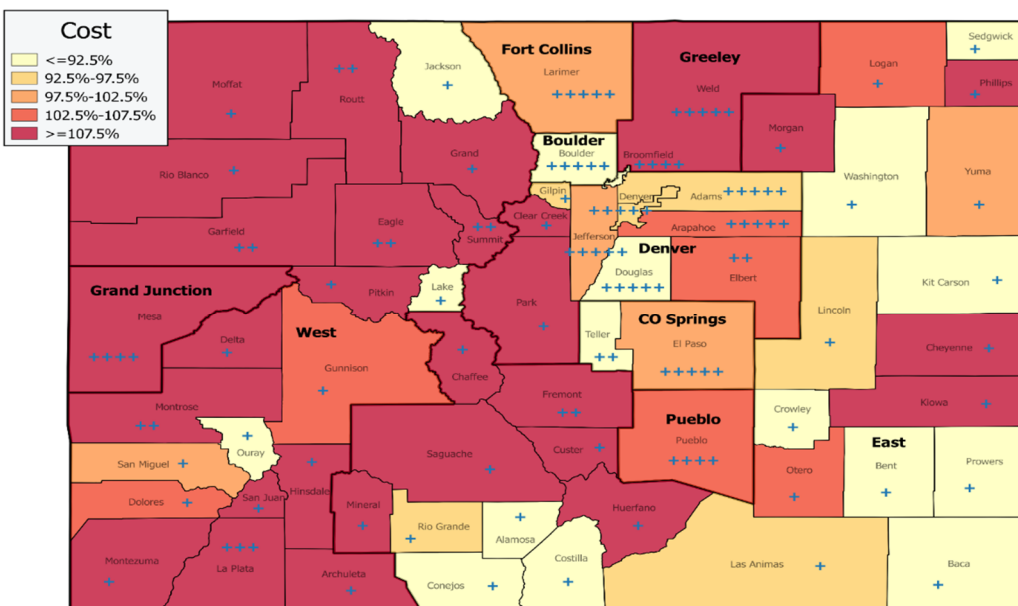 Cost
<=92.5%
92.5%-97.5%
97.5%-102.5%
102.5%-107.5%
>=107.5%
Sedgwick
Fort Collins
Greeley
Jackson
Larimer
Logan
Moffat
Routt
Weld
Phillips
Morgan
Boulder
Boulder
Broomfield
Grand
Rio Blanco
Washington
Yuma
Gilpin
Denver
Adams
Clear Creek
Eagle
Garfield
Summit
Jefferson
Arapahoe
Denver
Douglas
Elbert
Kit Carson
Grand Junction
Pitkin
Lake
Mesa
Park
Lincoln
CO Springs
West
Teller
El Paso
Delta
Cheyenne
Gunnison
Chaffee
Fremont
Kiowa
Montrose
Crowley
Pueblo
Pueblo
East
Ouray
Saguache
Custer
San Miguel
Otero
Bent
Prowers
Hinsdale
San Juan
Dolores
Mineral
Huerfano
Rio Grande
Alamosa
Montezuma
La Plata
Costilla
Las Animas
Baca
Archuleta
Conejos